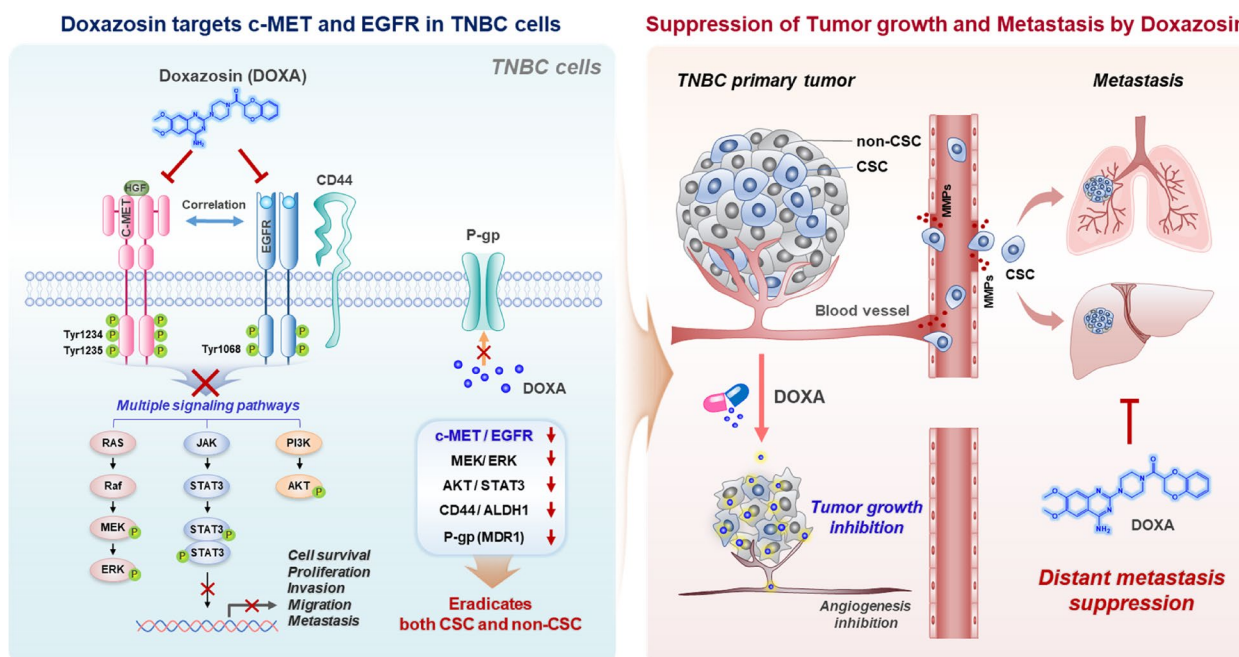 Doxazosin targets c-MET and EGFR in TNBC cells
TNBC cells
Doxazosin (DOXA)
O
N
N
N
N
O
O
O
O
NH₂
HGF
C-MET
Correlation
EGFR
CD44
P-gp
P
P
P
P
P
P
P
P
Tyr1234
Tyr1235
Tyr1068
DOXA
Multiple signaling pathways
RAS
JAK
PI3K
Raf
STAT3
AKT
P
MEK
P
STAT3
P
P
STAT3
ERK
P
Cell survival
Proliferation
Invasion
Migration
Metastasis
c-MET / EGFR
MEK/ ERK
AKT / STAT3
CD44 / ALDH1
P-gp (MDR1)
Eradicates
both CSC and non-CSC
Suppression of Tumor growth and Metastasis by Doxazosin
TNBC primary tumor
Metastasis
non-CSC
CSC
MMPs
MMPs
CSC
Blood vessel
DOXA
Tumor growth
inhibition
Angiogenesis
inhibition
O
N
N
N
N
O
O
O
O
NH₂
DOXA
Distant metastasis
suppression